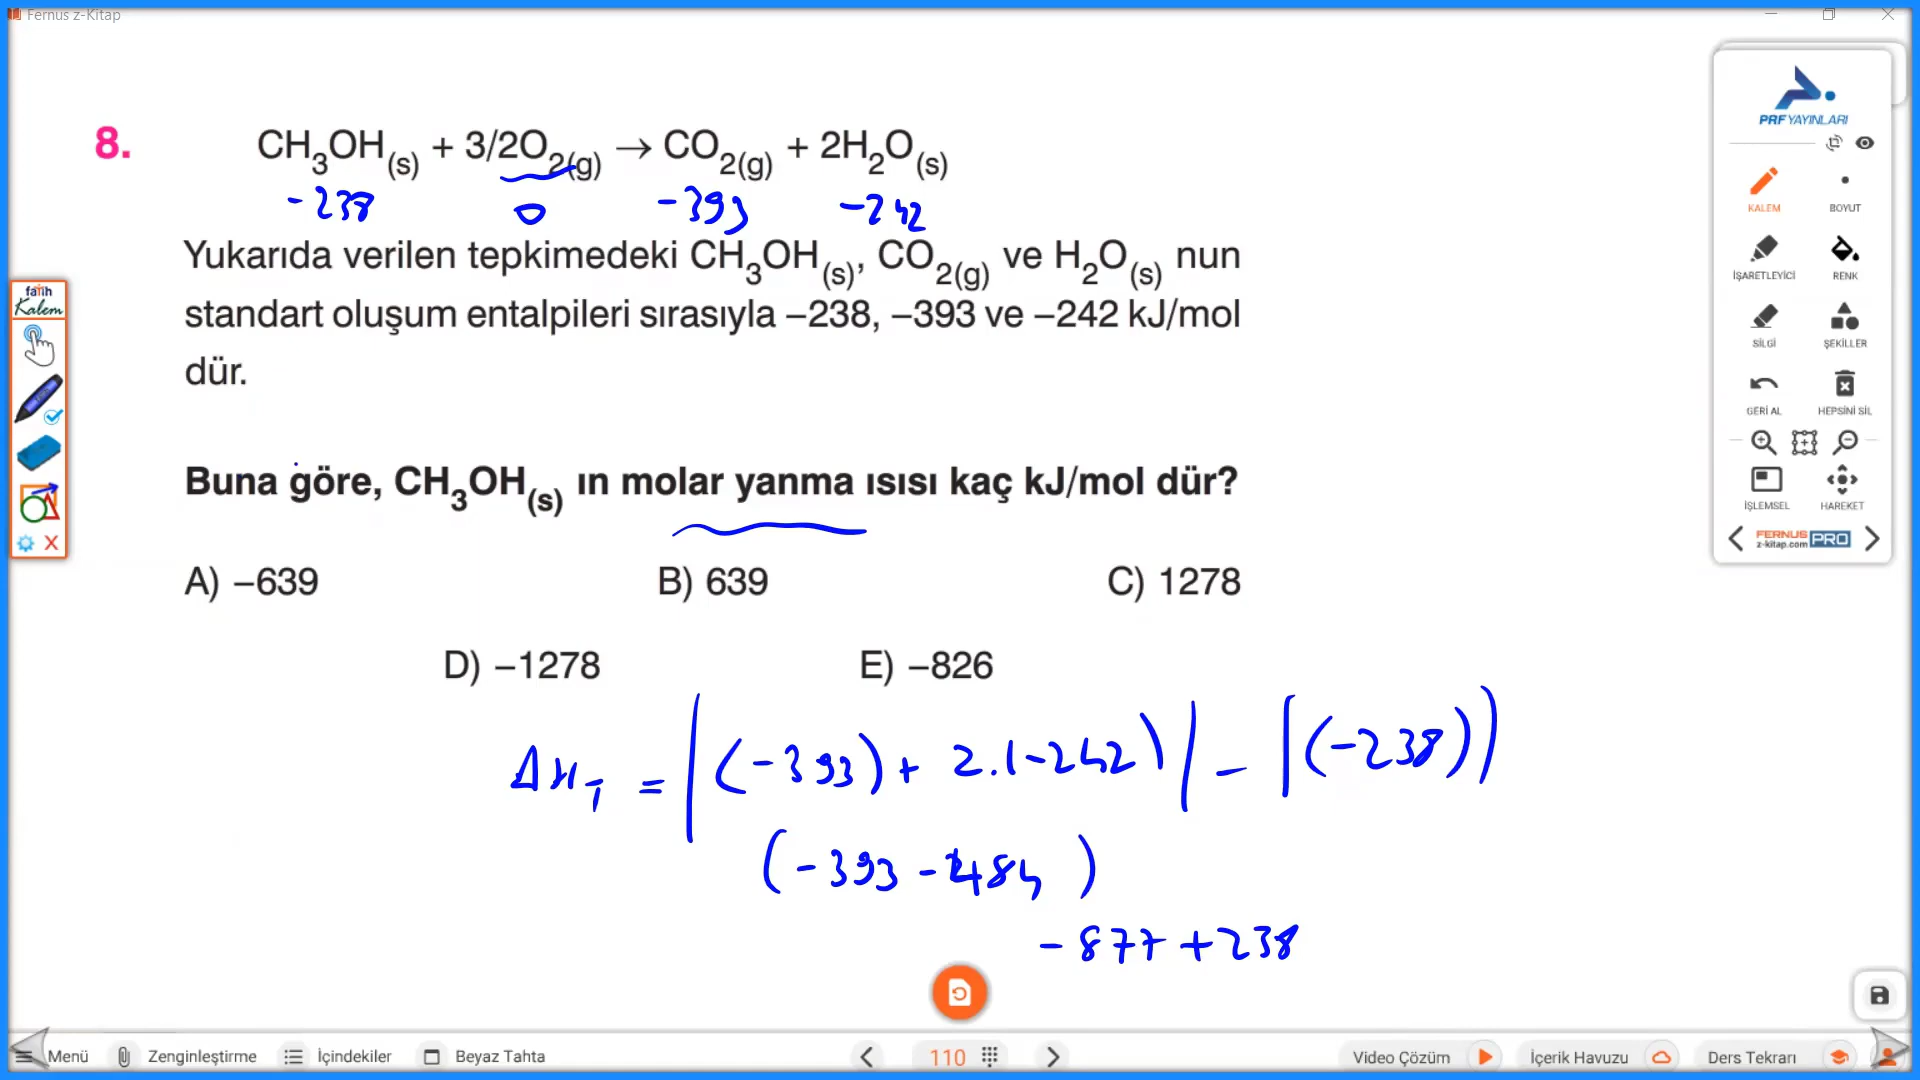 Fernus z-Kitap
8. CH3OH(s) + 3/2O2(g) → CO2(g) + 2H2O(s)
-238 0 -393 -242
Yukarıda verilen tepkimedeki CH3OH(s), CO2(g) ve H2O(s) nun
standart oluşum entalpileri sırasıyla –238, –393 ve –242 kJ/mol
dür.
Buna göre, CH3OH(s) ın molar yanma ısısı kaç kJ/mol dür?
A) –639 B) 639 C) 1278
D) –1278 E) –826
ΔHT = [(-393) + 2.(-242)] - [(-238)]
(-393 - 484)
-877 + 238
fatih
Kalem
PRF YAYINLARI
KALEM BOYUT
İŞARETLEYİCİ RENK
SİLGİ ŞEKİLLER
GERİ AL HEPSİNİ SİL
İŞLEMSEL HAREKET
FERNUS
z-kitap.com PRO
Menü Zenginleştirme İçindekiler Beyaz Tahta 110 Video Çözüm İçerik Havuzu Ders Tekrarı